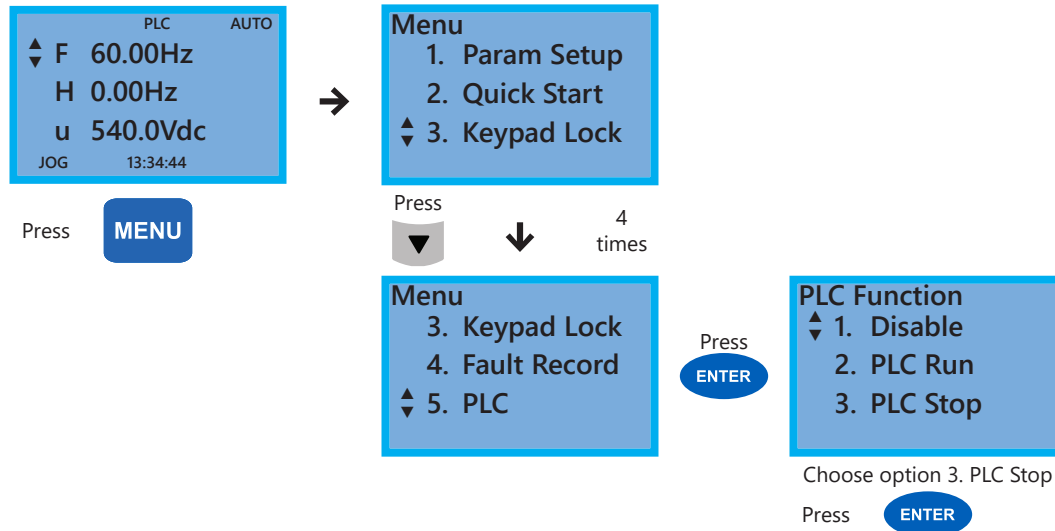 PLC AUTO
F 60.00Hz
H 0.00Hz
u 540.0Vdc
JOG 13:34:44
Press MENU
Menu
1. Param Setup
2. Quick Start
3. Keypad Lock
Press
4
times
Menu
3. Keypad Lock
4. Fault Record
5. PLC
Press
ENTER
PLC Function
1. Disable
2. PLC Run
3. PLC Stop
Choose option 3. PLC Stop
Press ENTER